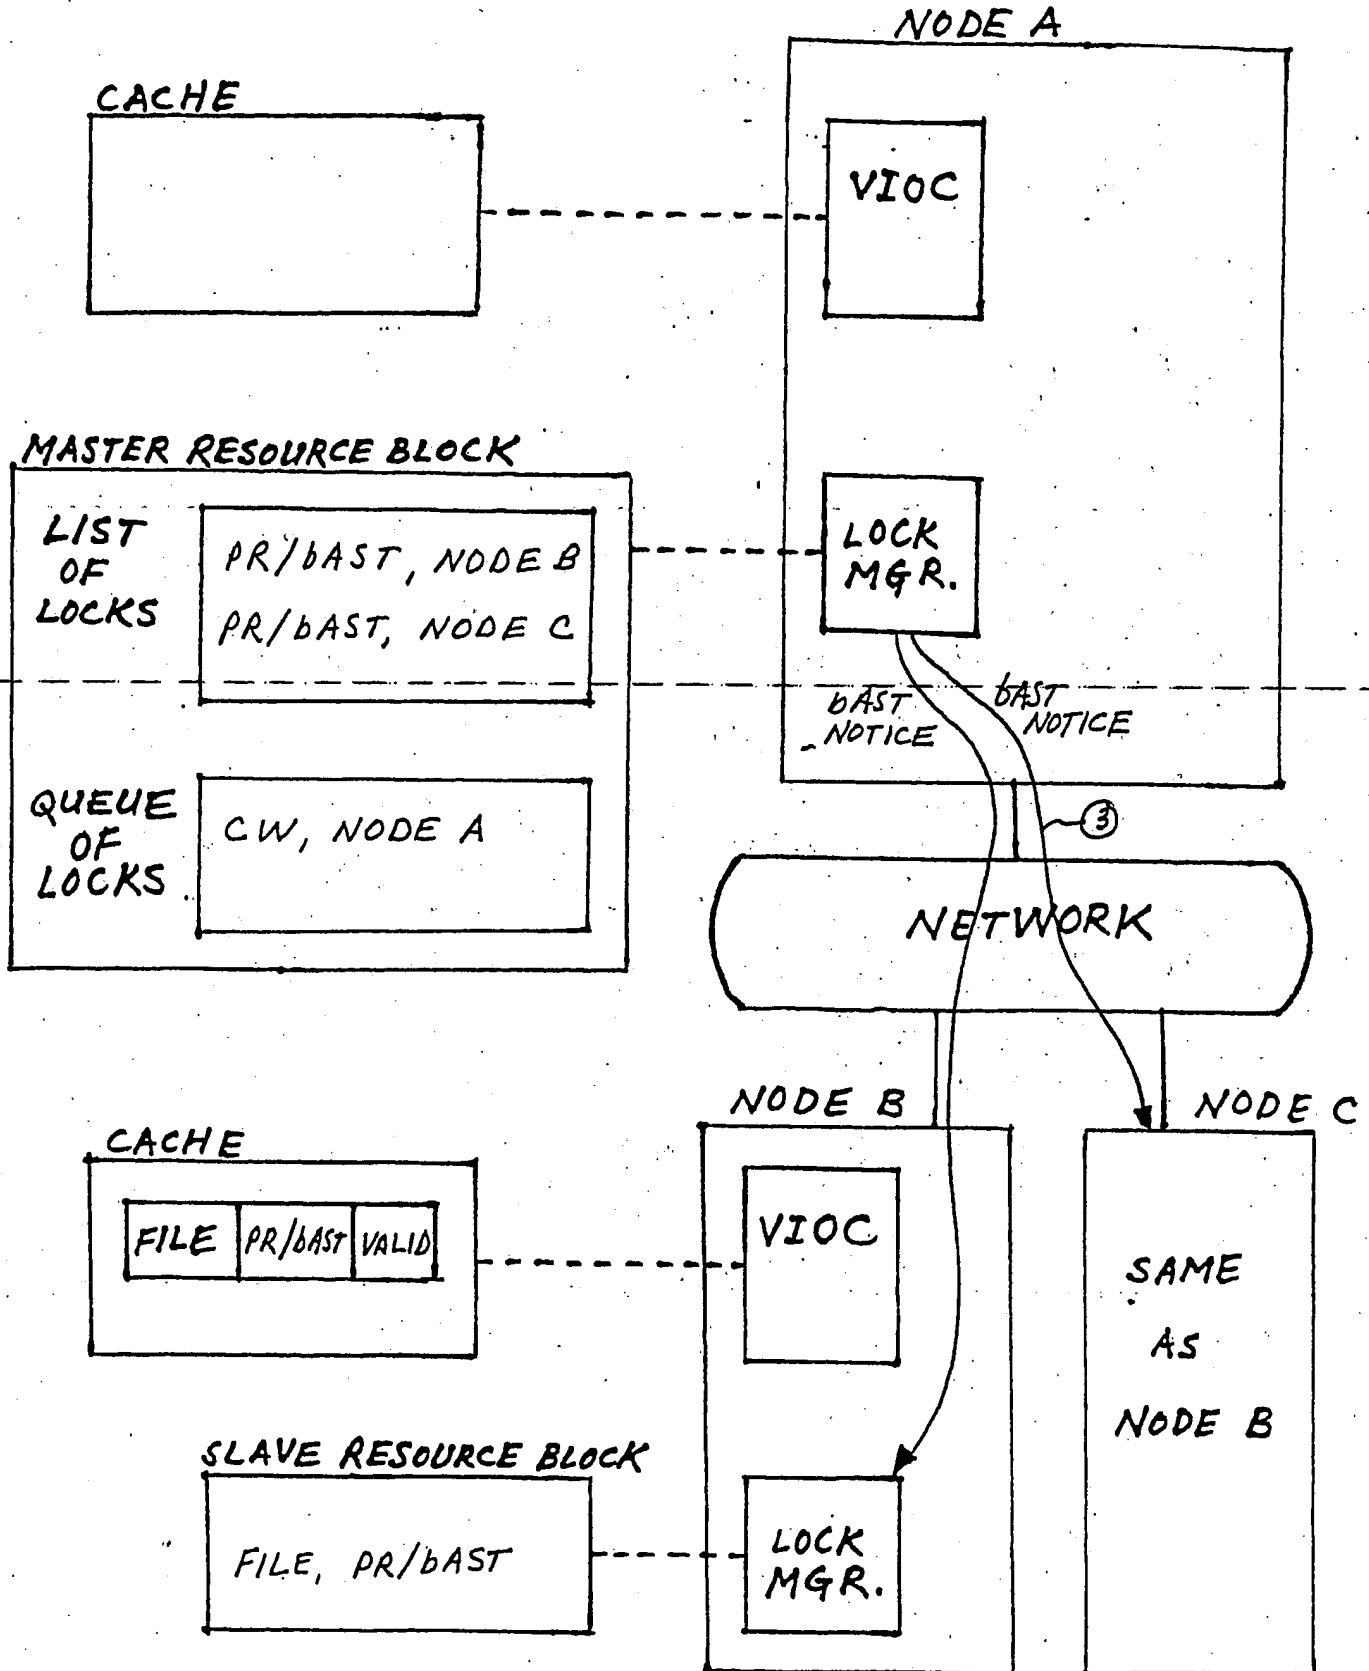 NODE A
CACHE
VIOC
MASTER RESOURCE BLOCK
LIST
OF
LOCKS
PR/bAST, NODE B
PR/bAST, NODE C
LOCK
MGR.
bAST
NOTICE
bAST
NOTICE
QUEUE
OF
LOCKS
CW, NODE A
3
NETWORK
NODE B
NODE C
CACHE
FILE PR/bAST VALID
VIOC
SAME
AS
NODE B
SLAVE RESOURCE BLOCK
FILE, PR/bAST
LOCK
MGR.